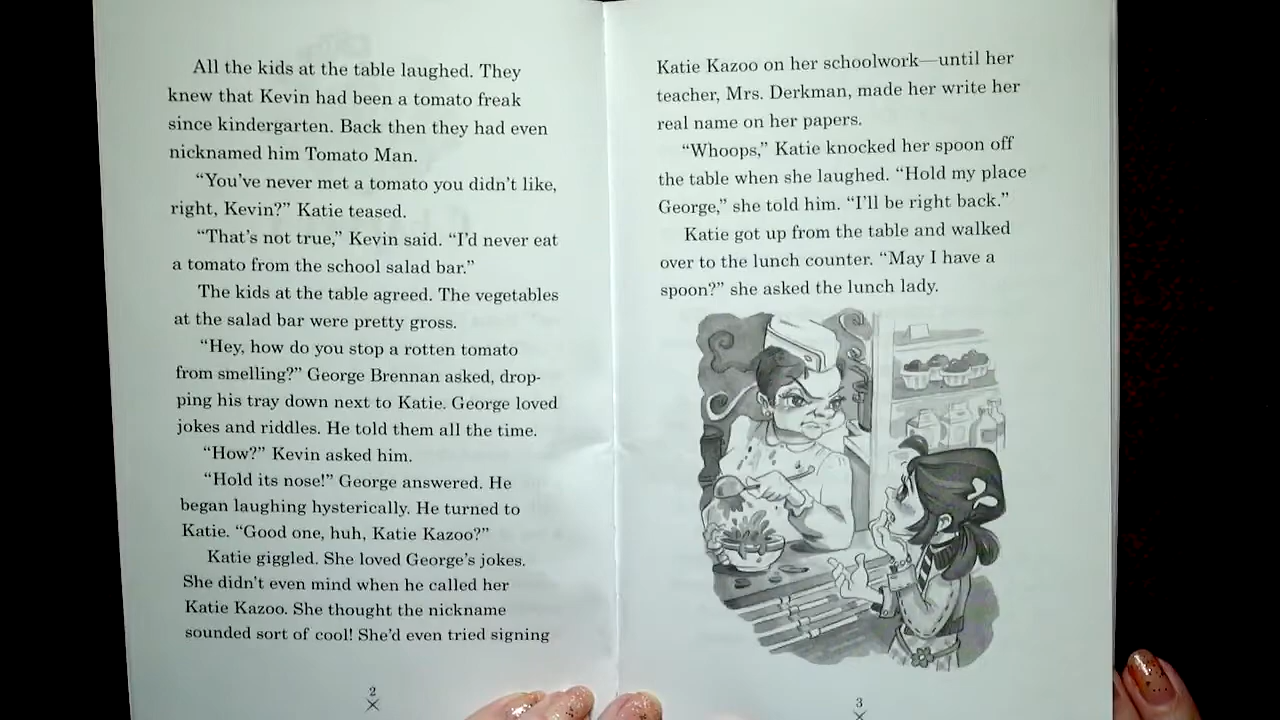 All the kids at the table laughed. They
knew that Kevin had been a tomato freak
since kindergarten. Back then they had even
nicknamed him Tomato Man.
“You’ve never met a tomato you didn’t like,
right, Kevin?” Katie teased.
“That’s not true,” Kevin said. “I’d never eat
a tomato from the school salad bar.”
The kids at the table agreed. The vegetables
at the salad bar were pretty gross.
“Hey, how do you stop a rotten tomato
from smelling?” George Brennan asked, drop-
ping his tray down next to Katie. George loved
jokes and riddles. He told them all the time.
“How?” Kevin asked him.
“Hold its nose!” George answered. He
began laughing hysterically. He turned to
Katie. “Good one, huh, Katie Kazoo?”
Katie giggled. She loved George’s jokes.
She didn’t even mind when he called her
Katie Kazoo. She thought the nickname
sounded sort of cool! She’d even tried signing
2
Katie Kazoo on her schoolwork—until her
teacher, Mrs. Derkman, made her write her
real name on her papers.
“Whoops,” Katie knocked her spoon off
the table when she laughed. “Hold my place
George,” she told him. “I’ll be right back.”
Katie got up from the table and walked
over to the lunch counter. “May I have a
spoon?” she asked the lunch lady.
3